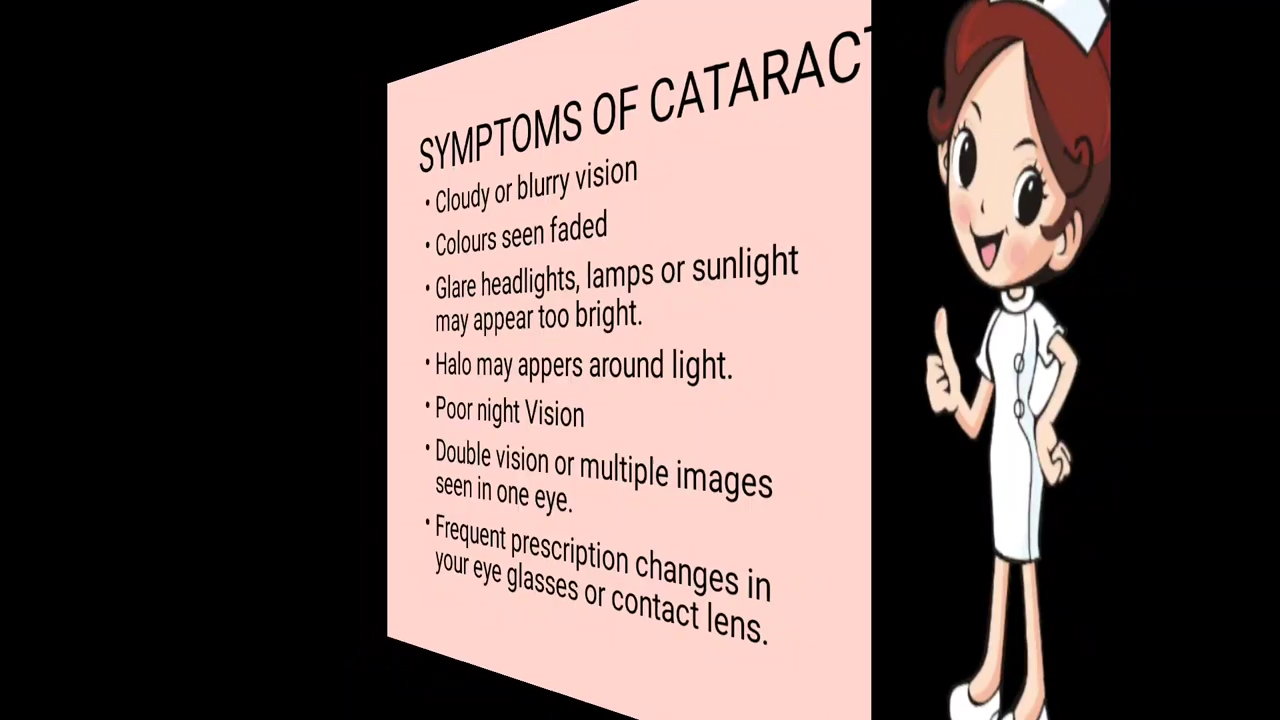 SYMPTOMS OF CATARACT
• Cloudy or blurry vision
• Colours seen faded
• Glare headlights, lamps or sunlight
may appear too bright.
• Halo may appers around light.
• Poor night Vision
• Double vision or multiple images
seen in one eye.
• Frequent prescription changes in
your eye glasses or contact lens.